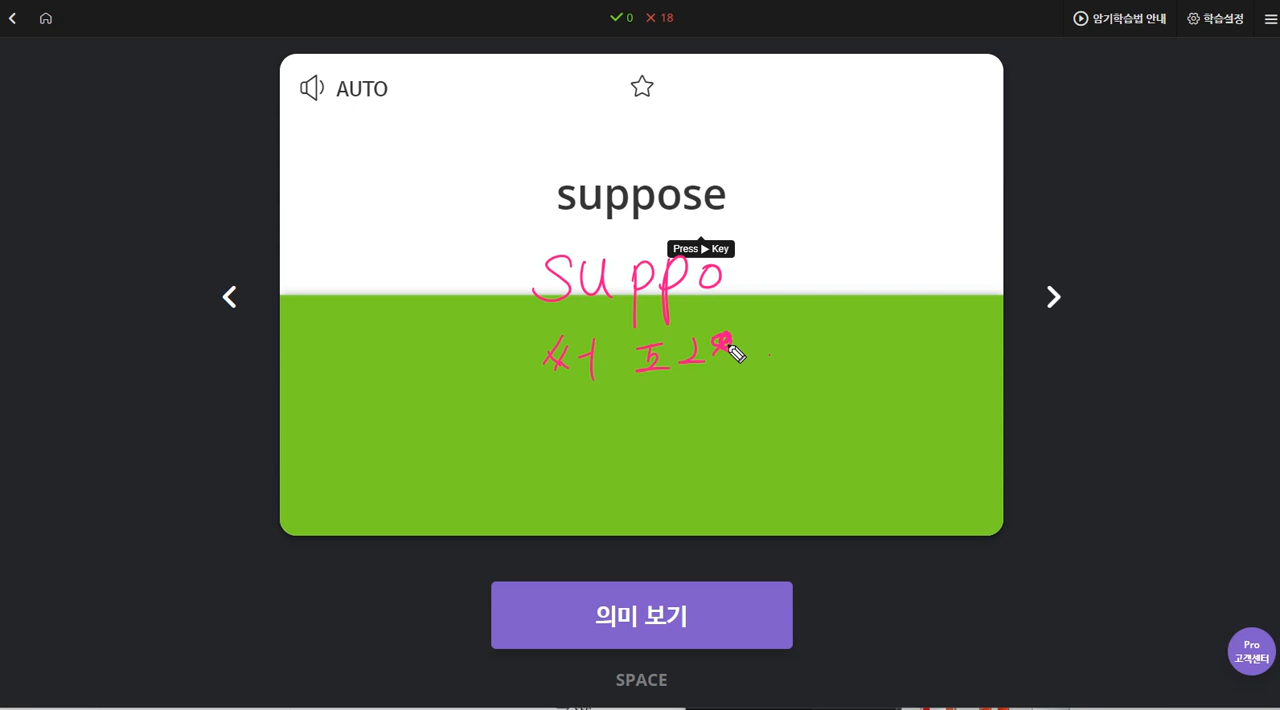 0 18 암기학습법 안내 학습설정
AUTO
suppose
Press ▶ Key
suppo
써 포
의미 보기
SPACE
Pro
고객센터